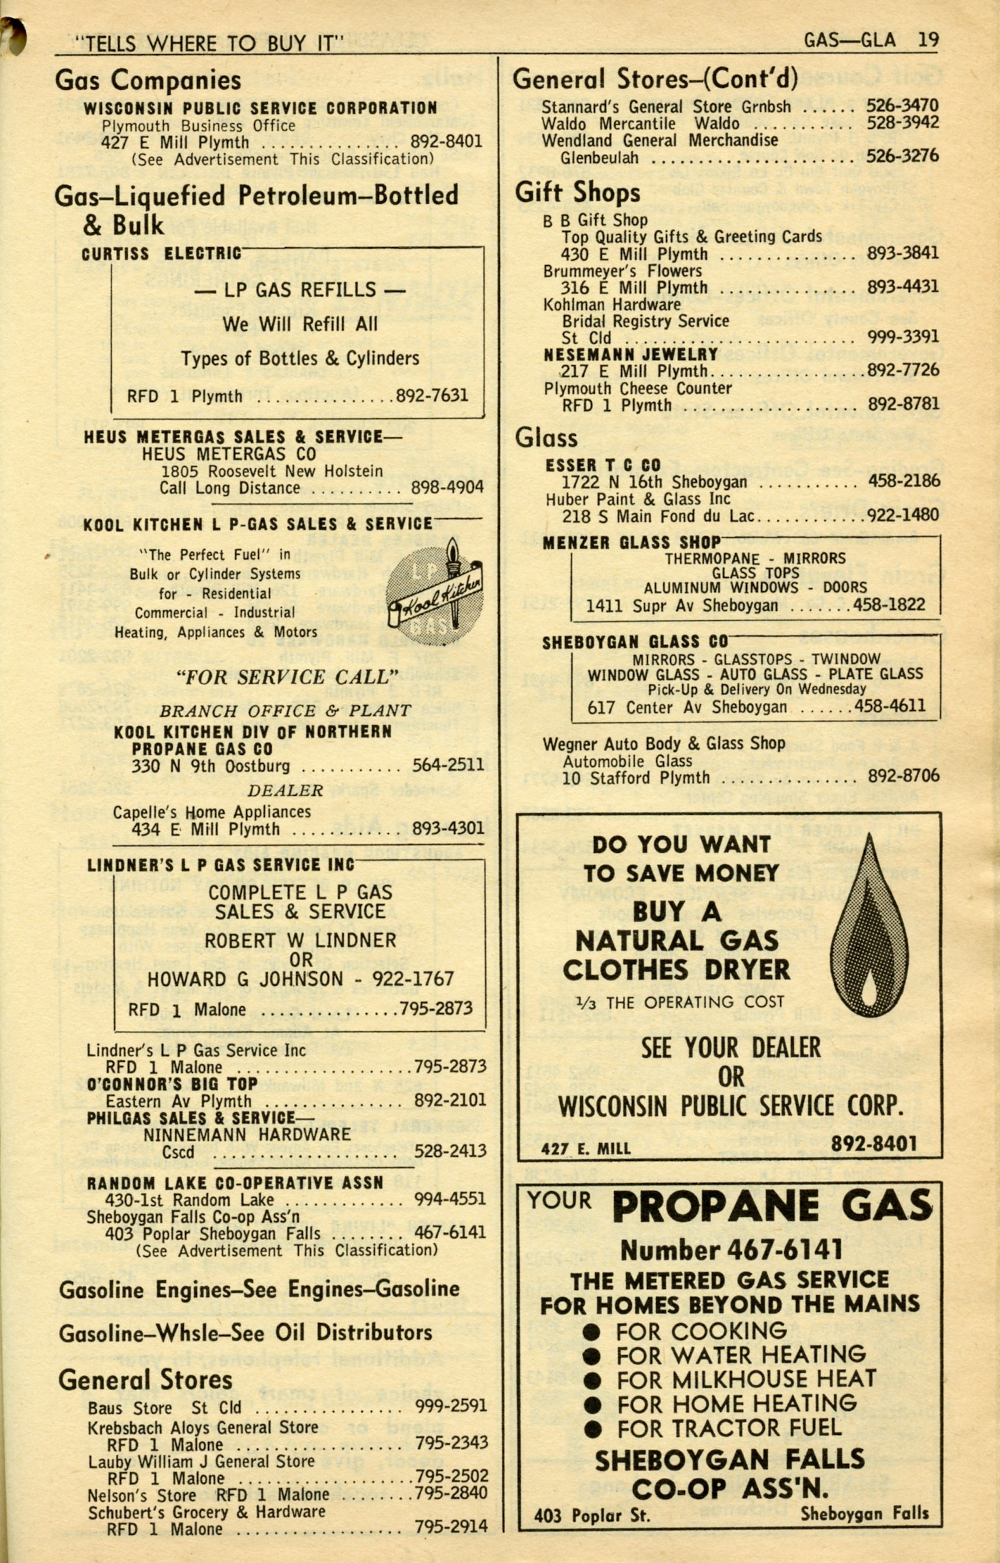 "TELLS WHERE TO BUY IT"
GAS—GLA 19
Gas Companies
WISCONSIN PUBLIC SERVICE CORPORATION
Plymouth Business Office
427 E Mill Plymth ............... 892-8401
(See Advertisement This Classification)
Gas—Liquefied Petroleum—Bottled
& Bulk
CURTISS ELECTRIC
— LP GAS REFILLS —
We Will Refill All
Types of Bottles & Cylinders
RFD 1 Plymth ..............892-7631
HEUS METERGAS SALES & SERVICE—
HEUS METERGAS CO
1805 Roosevelt New Holstein
Call Long Distance .......... 898-4904
KOOL KITCHEN L P-GAS SALES & SERVICE
"The Perfect Fuel" in
Bulk or Cylinder Systems
for - Residential
Commercial - Industrial
Heating, Appliances & Motors
LP
Kool Kitchen
GAS
"FOR SERVICE CALL"
BRANCH OFFICE & PLANT
KOOL KITCHEN DIV OF NORTHERN
PROPANE GAS CO
330 N 9th Oostburg ........... 564-2511
DEALER
Capelle's Home Appliances
434 E Mill Plymth ............ 893-4301
LINDNER'S L P GAS SERVICE INC
COMPLETE L P GAS
SALES & SERVICE
ROBERT W LINDNER
OR
HOWARD G JOHNSON - 922-1767
RFD 1 Malone ...............795-2873
Lindner's L P Gas Service Inc
RFD 1 Malone .................. 795-2873
O'CONNOR'S BIG TOP
Eastern Av Plymth ............... 892-2101
PHILGAS SALES & SERVICE—
NINNEMANN HARDWARE
Cscd ..................... 528-2413
RANDOM LAKE CO-OPERATIVE ASSN
430-1st Random Lake ............. 994-4551
Sheboygan Falls Co-op Ass'n
403 Poplar Sheboygan Falls ........ 467-6141
(See Advertisement This Classification)
Gasoline Engines—See Engines—Gasoline
Gasoline—Whsle—See Oil Distributors
General Stores
Baus Store St Cld ................ 999-2591
Krebsbach Aloys General Store
RFD 1 Malone .................. 795-2343
Lauby William J General Store
RFD 1 Malone ...................795-2502
Nelson's Store RFD 1 Malone ........795-2840
Schubert's Grocery & Hardware
RFD 1 Malone .................. 795-2914
General Stores—(Cont'd)
Stannard's General Store Grnbsh ...... 526-3470
Waldo Mercantile Waldo ........... 528-3942
Wendland General Merchandise
Glenbeulah ..................... 526-3276
Gift Shops
B B Gift Shop
Top Quality Gifts & Greeting Cards
430 E Mill Plymth ............... 893-3841
Brummeyer's Flowers
316 E Mill Plymth ............... 893-4431
Kohlman Hardware
Bridal Registry Service
St Cld ......................... 999-3391
NESEMANN JEWELRY
217 E Mill Plymth.................892-7726
Plymouth Cheese Counter
RFD 1 Plymth ................... 892-8781
Glass
ESSER T C CO
1722 N 16th Sheboygan ........... 458-2186
Huber Paint & Glass Inc
218 S Main Fond du Lac............922-1480
MENZER GLASS SHOP
THERMOPANE - MIRRORS
GLASS TOPS
ALUMINUM WINDOWS - DOORS
1411 Supr Av Sheboygan .......458-1822
SHEBOYGAN GLASS CO
MIRRORS - GLASSTOPS - TWINDOW
WINDOW GLASS - AUTO GLASS - PLATE GLASS
Pick-Up & Delivery On Wednesday
617 Center Av Sheboygan ......458-4611
Wegner Auto Body & Glass Shop
Automobile Glass
10 Stafford Plymth ............... 892-8706
DO YOU WANT
TO SAVE MONEY
BUY A
NATURAL GAS
CLOTHES DRYER
1/3 THE OPERATING COST
SEE YOUR DEALER
OR
WISCONSIN PUBLIC SERVICE CORP.
427 E. MILL 892-8401
YOUR PROPANE GAS
Number 467-6141
THE METERED GAS SERVICE
FOR HOMES BEYOND THE MAINS
● FOR COOKING
● FOR WATER HEATING
● FOR MILKHOUSE HEAT
● FOR HOME HEATING
● FOR TRACTOR FUEL
SHEBOYGAN FALLS
CO-OP ASS'N.
403 Poplar St. Sheboygan Falls